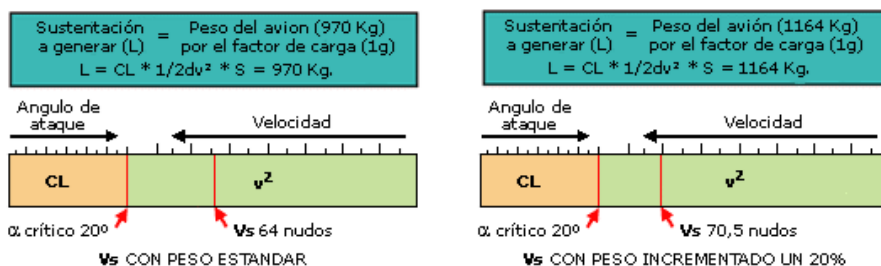 Sustentación a generar (L) = Peso del avion (970 Kg) por el factor de carga (1g)
L = CL * 1/2dv² * S = 970 Kg.
Angulo de ataque
Velocidad
CL
v²
α crítico 20º
Vs 64 nudos
Vs CON PESO ESTANDAR
Sustentación a generar (L) = Peso del avión (1164 Kg) por el factor de carga (1g)
L = CL * 1/2dv² * S = 1164 Kg.
Angulo de ataque
Velocidad
CL
v²
α crítico 20º
Vs 70,5 nudos
Vs CON PESO INCREMENTADO UN 20%